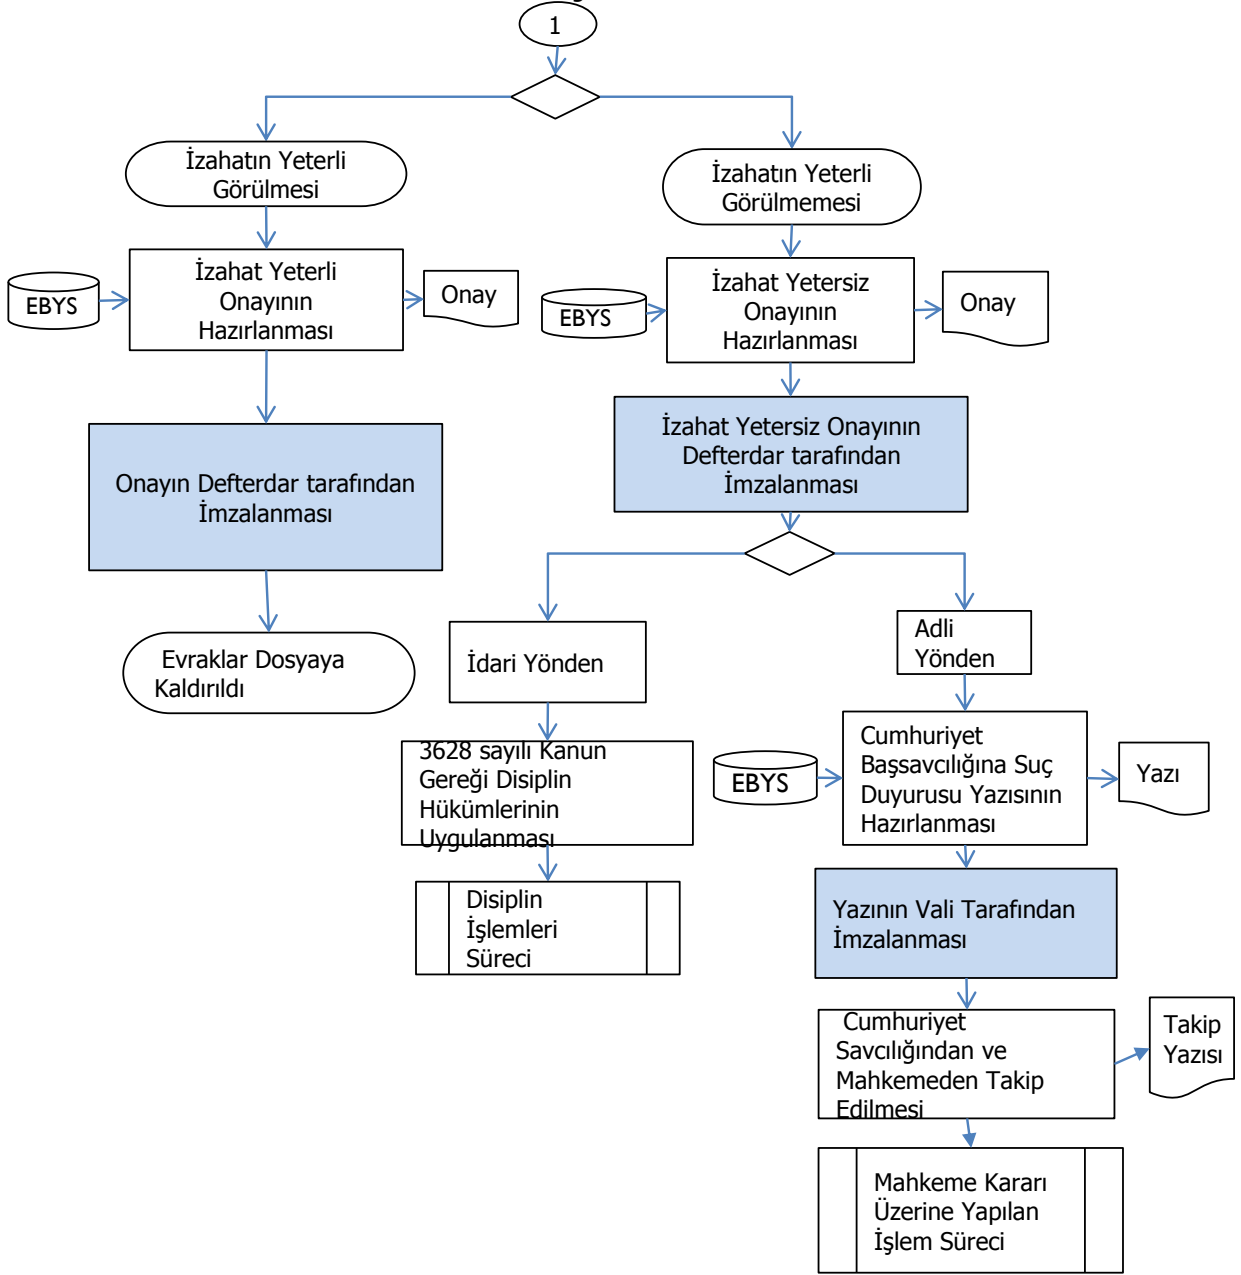 1
İzahatın Yeterli
Görülmesi
İzahatın Yeterli
Görülmemesi
EBYS
İzahat Yeterli
Onayının
Hazırlanması
Onay
EBYS
İzahat Yetersiz
Onayının
Hazırlanması
Onay
Onayın Defterdar tarafından
İmzalanması
İzahat Yetersiz Onayının
Defterdar tarafından
İmzalanması
Evraklar Dosyaya
Kaldırıldı
İdari Yönden
Adli
Yönden
3628 sayılı Kanun
Gereği Disiplin
Hükümlerinin
Uygulanması
EBYS
Cumhuriyet
Başsavcılığına Suç
Duyurusu Yazısının
Hazırlanması
Yazı
Disiplin
İşlemleri
Süreci
Yazının Vali Tarafından
İmzalanması
Cumhuriyet
Savcılığından ve
Mahkemeden Takip
Edilmesi
Takip
Yazısı
Mahkeme Kararı
Üzerine Yapılan
İşlem Süreci